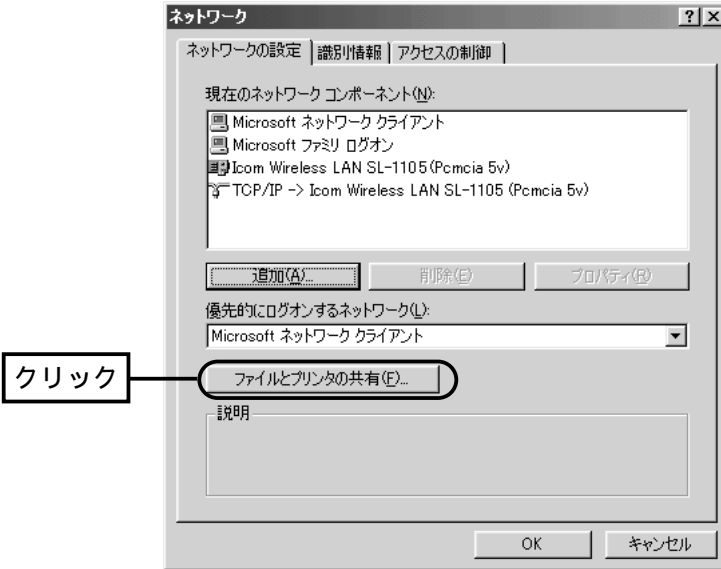 ネットワーク
ネットワークの設定 識別情報 アクセスの制御
現在のネットワーク コンポーネント(N):
Microsoft ネットワーク クライアント
Microsoft ファミリ ログオン
Icom Wireless LAN SL-1105(Pcmcia 5v)
TCP/IP -> Icom Wireless LAN SL-1105 (Pcmcia 5v)
追加(A)... 削除(E) プロパティ(R)
優先的にログオンするネットワーク(L):
Microsoft ネットワーク クライアント
クリック ファイルとプリンタの共有(F)...
説明
OK キャンセル